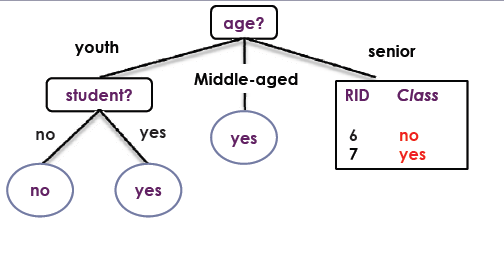 age?
youth
Middle-aged
senior
student?
no
yes
no
yes
yes
RID Class
6 no
7 yes